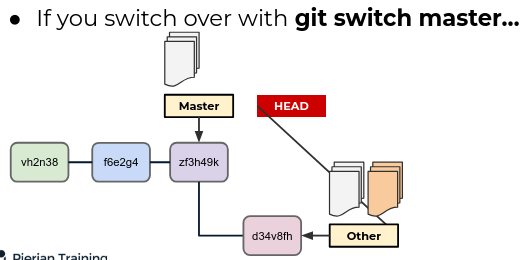 ● If you switch over with git switch master...
Master
HEAD
vh2n38
f6e2g4
zf3h49k
d34v8fh
Other
Pierian Training